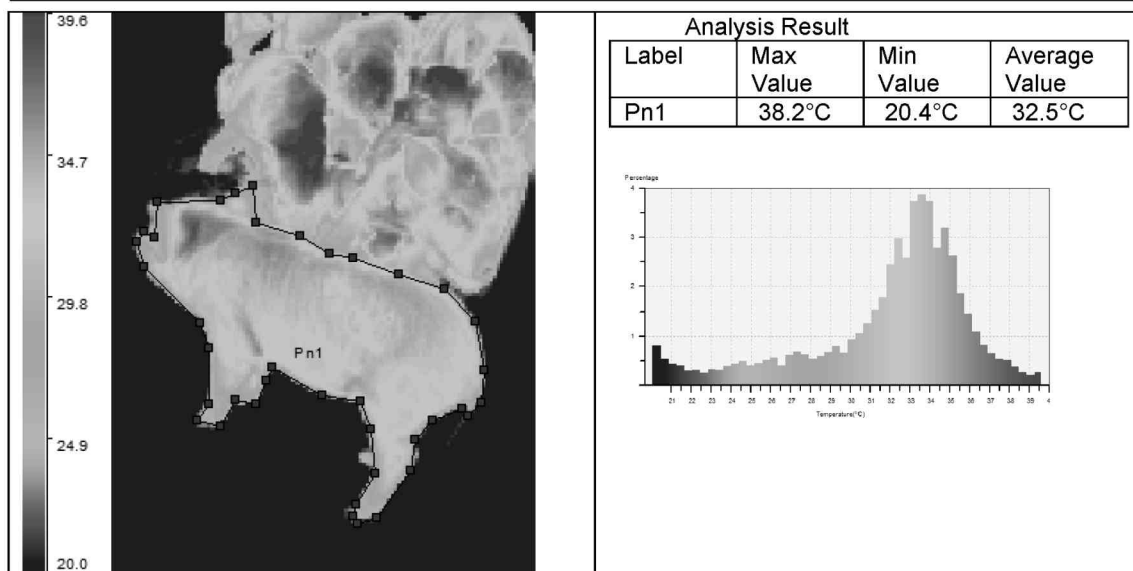 39.6
34.7
29.8
24.9
20.0
Pn1
Analysis Result
Label Max Value Min Value Average Value
Pn1 38.2°C 20.4°C 32.5°C
Percentage
4
3
2
1
21 22 23 24 25 26 27 28 29 30 31 32 33 34 35 36 37 38 39 4
Temperature(°C)